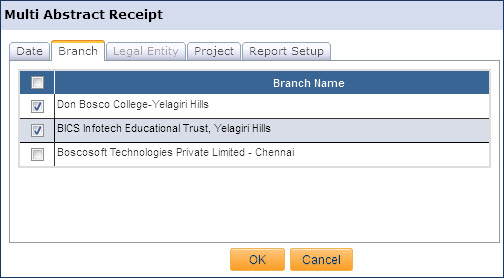 Multi Abstract Receipt
Date Branch Legal Entity Project Report Setup
Branch Name
Don Bosco College-Yelagiri Hills
BICS Infotech Educational Trust, Yelagiri Hills
Boscosoft Technologies Private Limited - Chennai
OK Cancel